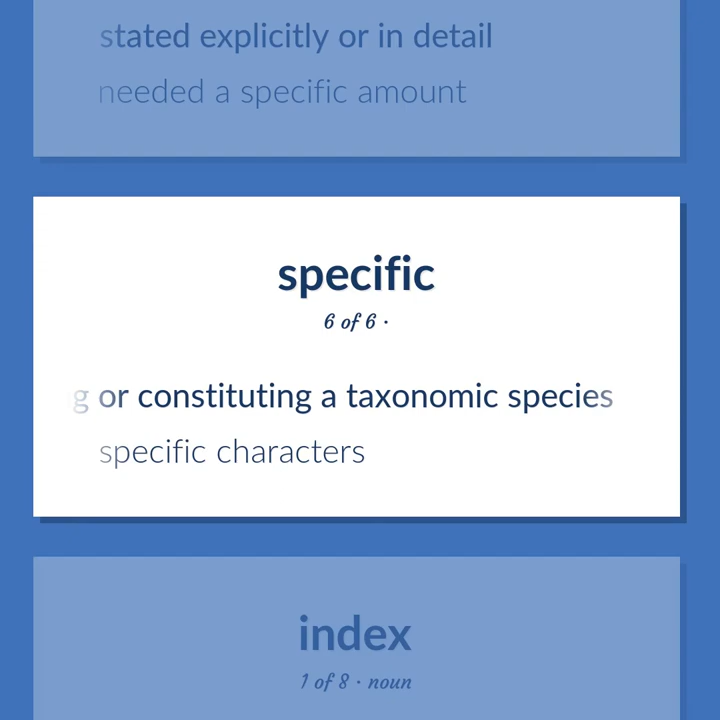 stated explicitly or in detail
needed a specific amount
specific
6 of 6 ·
g or constituting a taxonomic species
specific characters
index
1 of 8 · noun